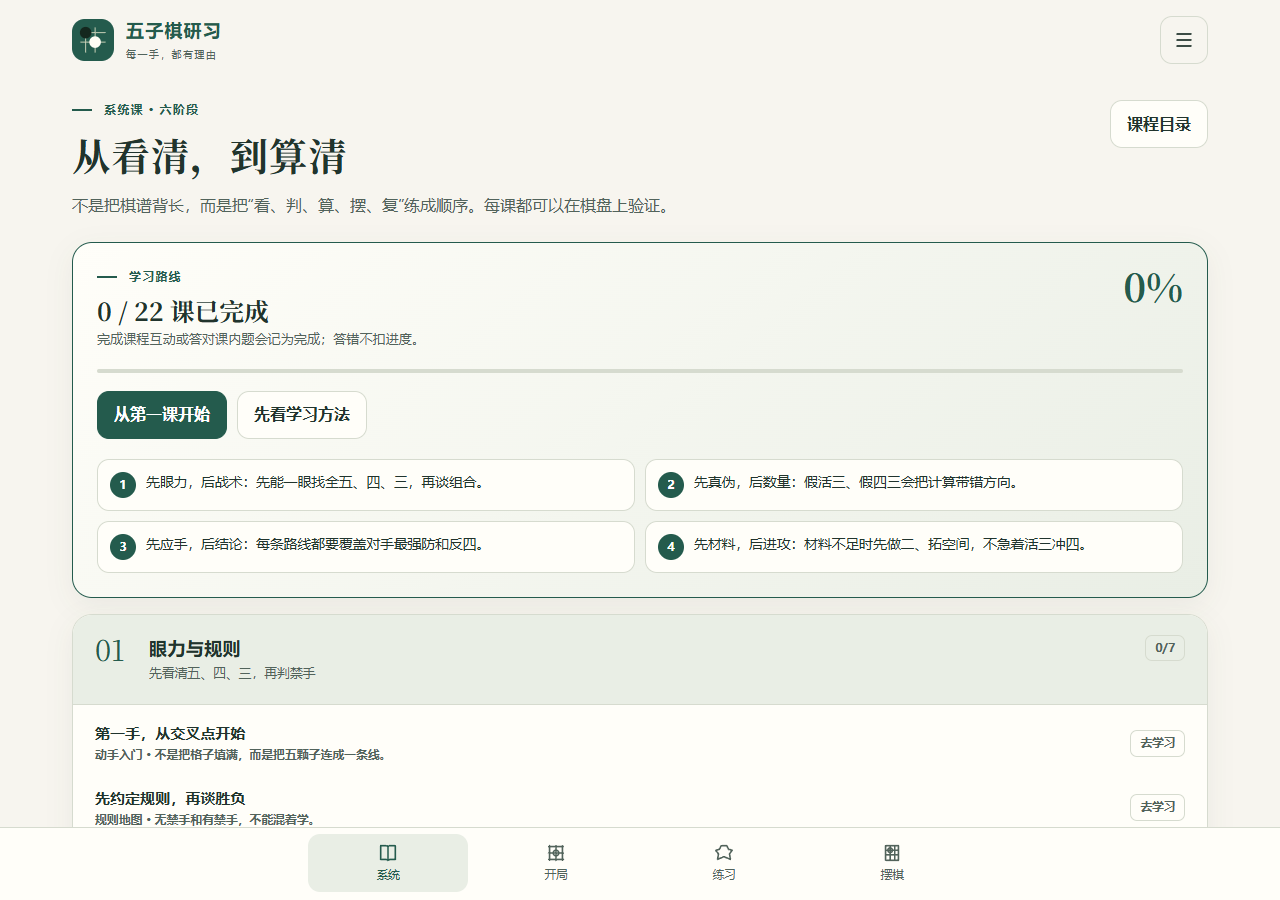 五子棋研习
每一手，都有理由
系统课·六阶段
课程目录
从看清，到算清
不是把棋谱背长，而是把“看、判、算、摆、复”练成顺序。每课都可以在棋盘上验证。
学习路线
0%
0 / 22 课已完成
完成课程互动或答对课内题会记为完成；答错不扣进度。
从第一课开始
先看学习方法
1 先眼力，后战术：先能一眼找全五、四、三，再谈组合。
2 先真伪，后数量：假活三、假四三会把计算带错方向。
3 先应手，后结论：每条路线都要覆盖对手最强防和反四。
4 先材料，后进攻：材料不足时先做二、拓空间，不急着活三冲四。
01 眼力与规则
0/7
先看清五、四、三，再判禁手
第一手，从交叉点开始
动手入门·不是把格子填满，而是把五颗子连成一条线。
去学习
先约定规则，再谈胜负
规则地图·无禁手和有禁手，不能混着学。
去学习
系统
开局
练习
摆棋